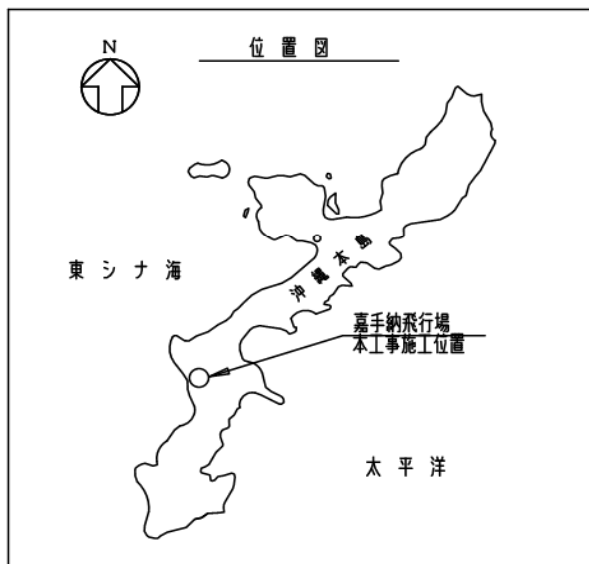 位置図
N
東シナ海
沖縄本島
嘉手納飛行場
本工事施工位置
太平洋